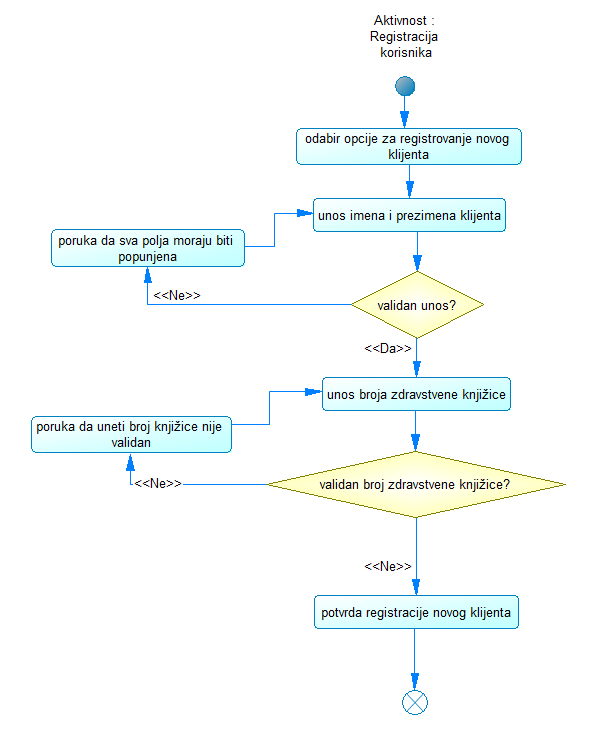 Aktivnost :
Registracija
korisnika
odabir opcije za registrovanje novog
klijenta
unos imena i prezimena klijenta
poruka da sva polja moraju biti
popunjena
<<Ne>>
validan unos?
<<Da>>
unos broja zdravstvene knjižice
poruka da uneti broj knjižice nije
validan
<<Ne>>
validan broj zdravstvene knjižice?
<<Ne>>
potvrda registracije novog klijenta